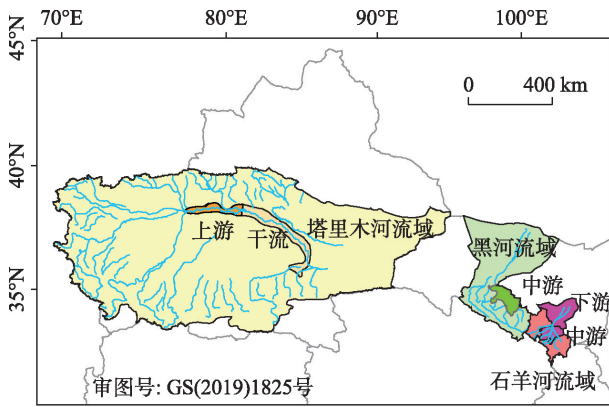 70°E 80°E 90°E 100°E
45°N
0 400 km
40°N
上游 干流 塔里木河流域
黑河流域
35°N
中游
下游
中游
石羊河流域
审图号: GS(2019)1825号